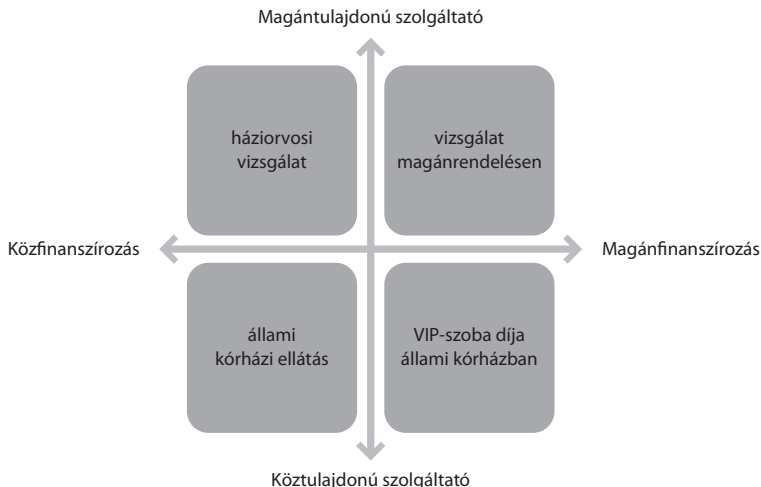 Magántulajdonú szolgáltató
háziorvosi
vizsgálat
vizsgálat
magánrendelésen
Közfinanszírozás
Magánfinanszírozás
állami
kórházi ellátás
VIP-szoba díja
állami kórházban
Köztulajdonú szolgáltató